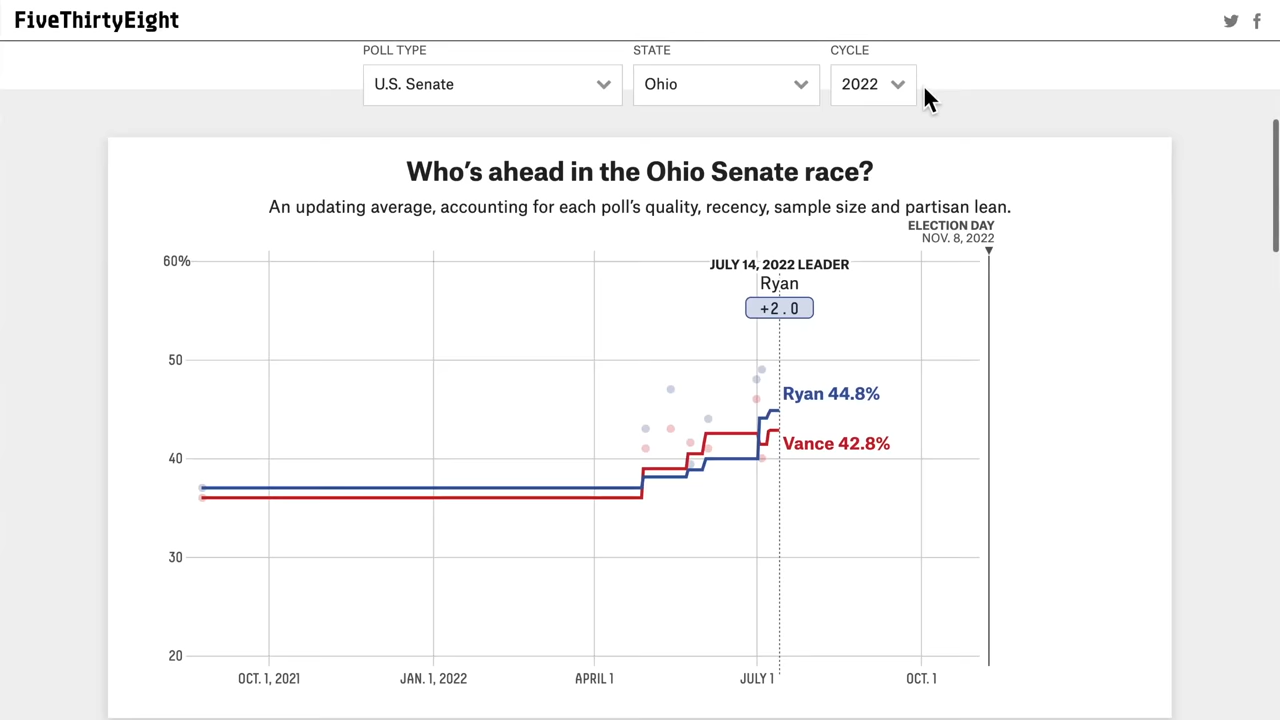 FiveThirtyEight
POLL TYPE STATE CYCLE
U.S. Senate Ohio 2022
Who's ahead in the Ohio Senate race?
An updating average, accounting for each poll's quality, recency, sample size and partisan lean.
ELECTION DAY
NOV. 8, 2022
60%
JULY 14, 2022 LEADER
Ryan
+2.0
50
Ryan 44.8%
Vance 42.8%
40
30
20
OCT. 1, 2021 JAN. 1, 2022 APRIL 1 JULY 1 OCT. 1